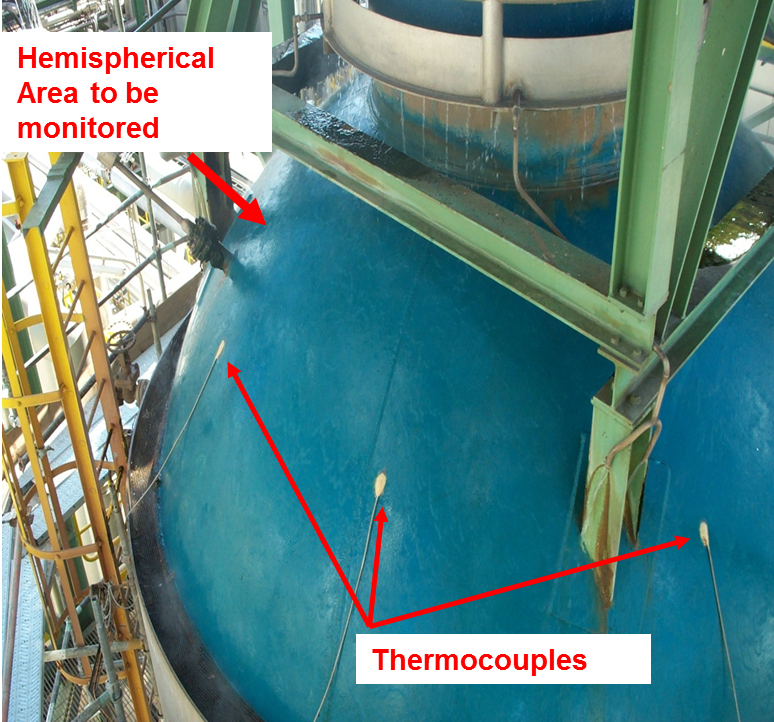 Hemispherical
Area to be
monitored
Thermocouples